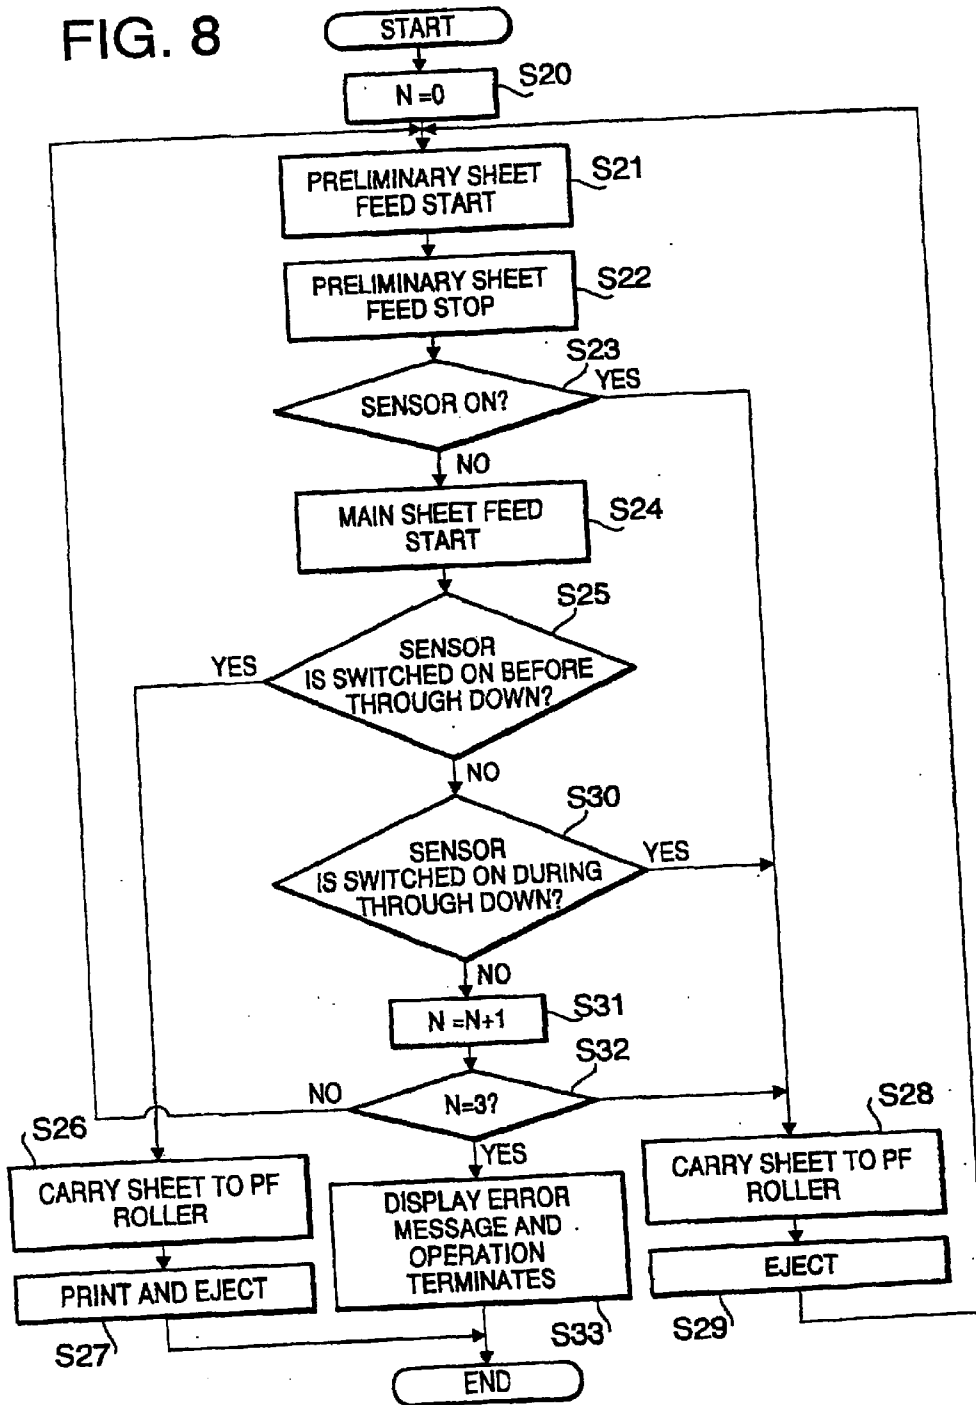 FIG. 8
START
N =0
S20
PRELIMINARY SHEET
FEED START
S21
PRELIMINARY SHEET
FEED STOP
S22
S23
SENSOR ON?
YES
NO
MAIN SHEET FEED
START
S24
S25
YES
SENSOR
IS SWITCHED ON BEFORE
THROUGH DOWN?
NO
S30
SENSOR
IS SWITCHED ON DURING
THROUGH DOWN?
YES
NO
N =N+1
S31
S32
NO
N=3?
YES
S26
CARRY SHEET TO PF
ROLLER
PRINT AND EJECT
S27
DISPLAY ERROR
MESSAGE AND
OPERATION
TERMINATES
S33
S28
CARRY SHEET TO PF
ROLLER
EJECT
S29
END